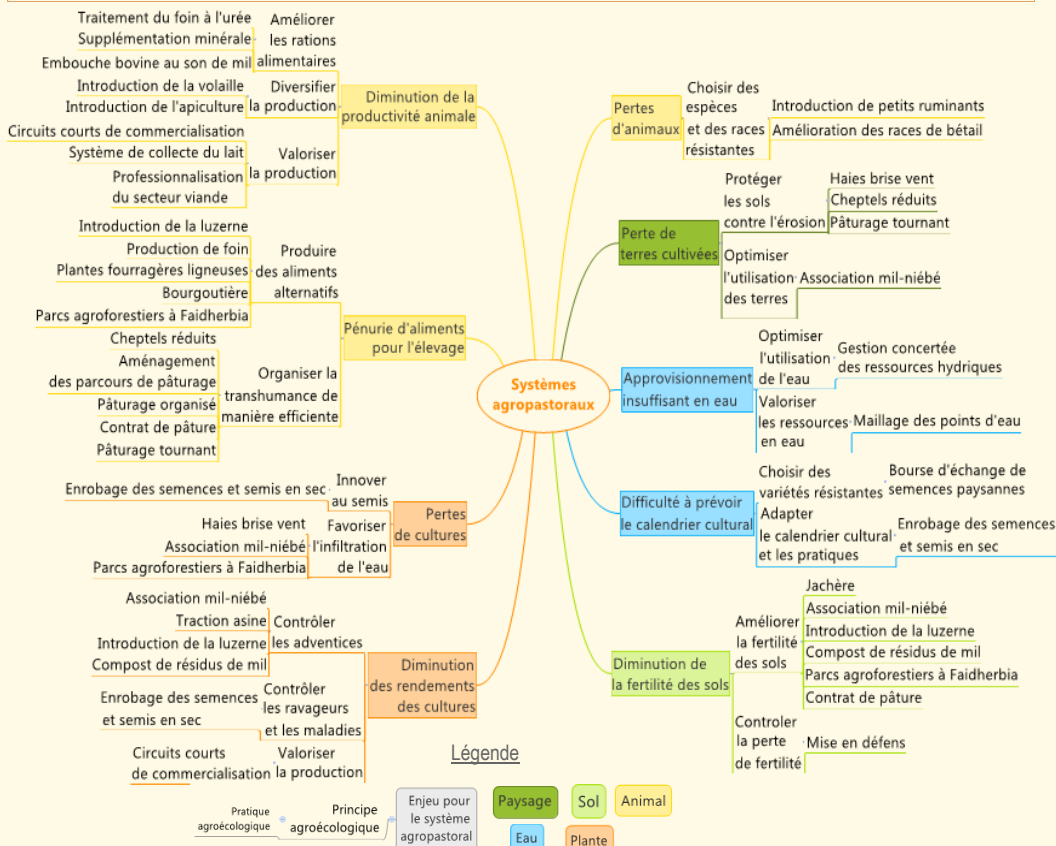 Traitement du foin à l'urée
Supplémentation minérale
Embouche bovine au son de mil
Améliorer
les rations
alimentaires
Introduction de la volaille
Introduction de l'apiculture
Diversifier
la production
Circuits courts de commercialisation
Système de collecte du lait
Professionnalisation
du secteur viande
Valoriser
la production
Diminution de la
productivité animale
Introduction de la luzerne
Production de foin
Plantes fourragères ligneuses
Bourgoutière
Parcs agroforestiers à Faidherbia
Produire
des aliments
alternatifs
Cheptels réduits
Aménagement
des parcours de pâturage
Pâturage organisé
Contrat de pâture
Pâturage tournant
Organiser la
transhumance de
manière efficiente
Pénurie d'aliments
pour l'élevage
Enrobage des semences et semis en sec
Innover
au semis
Haies brise vent
Association mil-niébé
Parcs agroforestiers à Faidherbia
Favoriser
l'infiltration
de l'eau
Pertes
de cultures
Association mil-niébé
Traction asine
Introduction de la luzerne
Compost de résidus de mil
Contrôler
les adventices
Enrobage des semences
et semis en sec
Contrôler
les ravageurs
et les maladies
Circuits courts
de commercialisation
Valoriser
la production
Diminution
des rendements
des cultures
Systèmes
agropastoraux
Pertes
d'animaux
Choisir des
espèces
et des races
résistantes
Introduction de petits ruminants
Amélioration des races de bétail
Perte de
terres cultivées
Protéger
les sols
contre l'érosion
Haies brise vent
Cheptels réduits
Pâturage tournant
Optimiser
l'utilisation
des terres
Association mil-niébé
Approvisionnement
insuffisant en eau
Optimiser
l'utilisation
de l'eau
Gestion concertée
des ressources hydriques
Valoriser
les ressources
en eau
Maillage des points d'eau
Difficulté à prévoir
le calendrier cultural
Choisir des
variétés résistantes
Bourse d'échange de
semences paysannes
Adapter
le calendrier cultural
et les pratiques
Enrobage des semences
et semis en sec
Diminution de
la fertilité des sols
Améliorer
la fertilité
des sols
Jachère
Association mil-niébé
Introduction de la luzerne
Compost de résidus de mil
Parcs agroforestiers à Faidherbia
Contrat de pâture
Controler
la perte
de fertilité
Mise en défens
Légende
Pratique
agroécologique
Principe
agroécologique
Enjeu pour
le système
agropastoral
Paysage
Sol
Animal
Eau
Plante